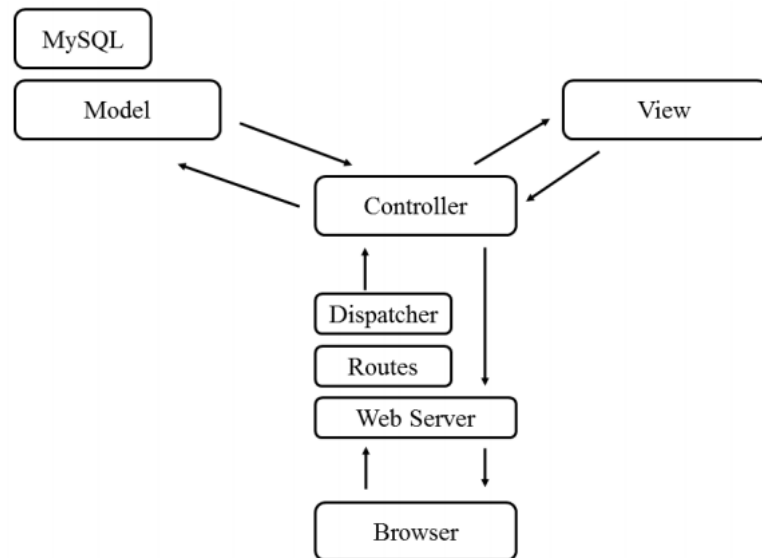 MySQL
Model
View
Controller
Dispatcher
Routes
Web Server
Browser